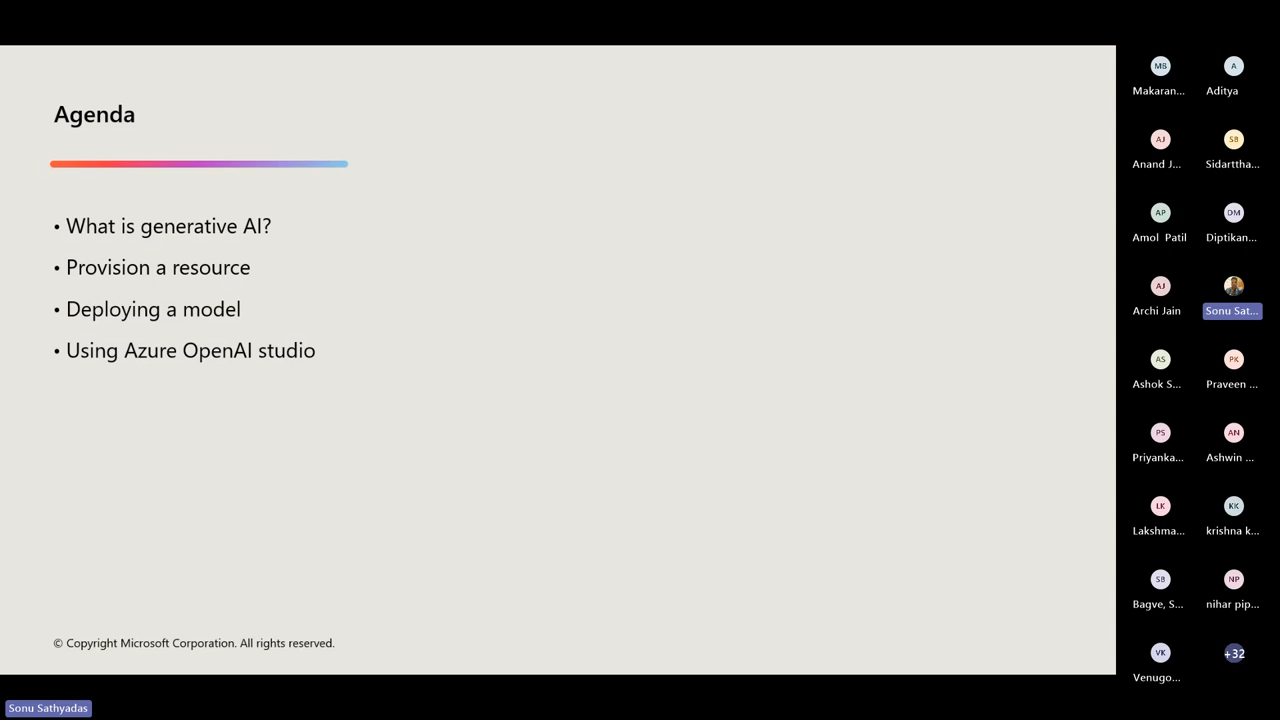 Agenda
• What is generative AI?
• Provision a resource
• Deploying a model
• Using Azure OpenAI studio
© Copyright Microsoft Corporation. All rights reserved.
Sonu Sathyadas
MB A
Makaran... Aditya
AJ SB
Anand J... Sidarttha...
AP DM
Amol Patil Diptikan...
AJ
Archi Jain Sonu Sat...
AS PK
Ashok S... Praveen ...
PS AN
Priyanka... Ashwin ...
LK KK
Lakshma... krishna k...
SB NP
Bagve, S... nihar pip...
VK +32
Venugo...